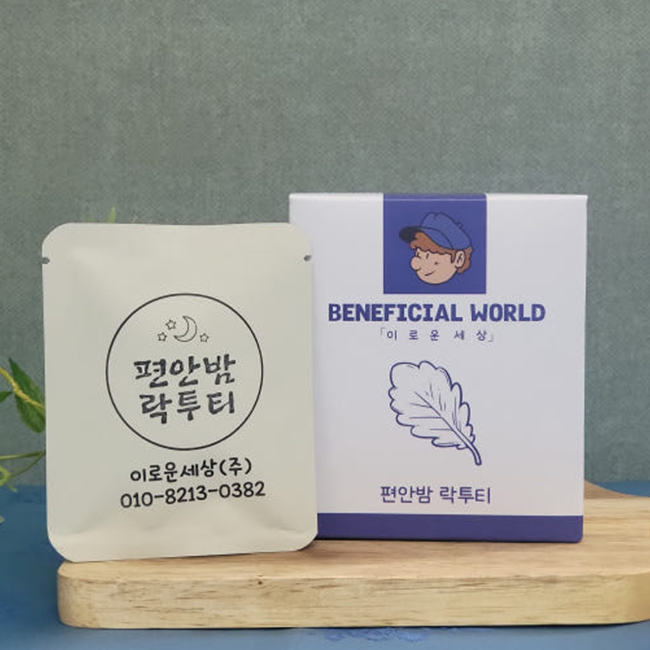 편안밤
락투티
이로운세상(주)
010-8213-0382
BENEFICIAL WORLD
「이로운세상」
편안밤 락투티